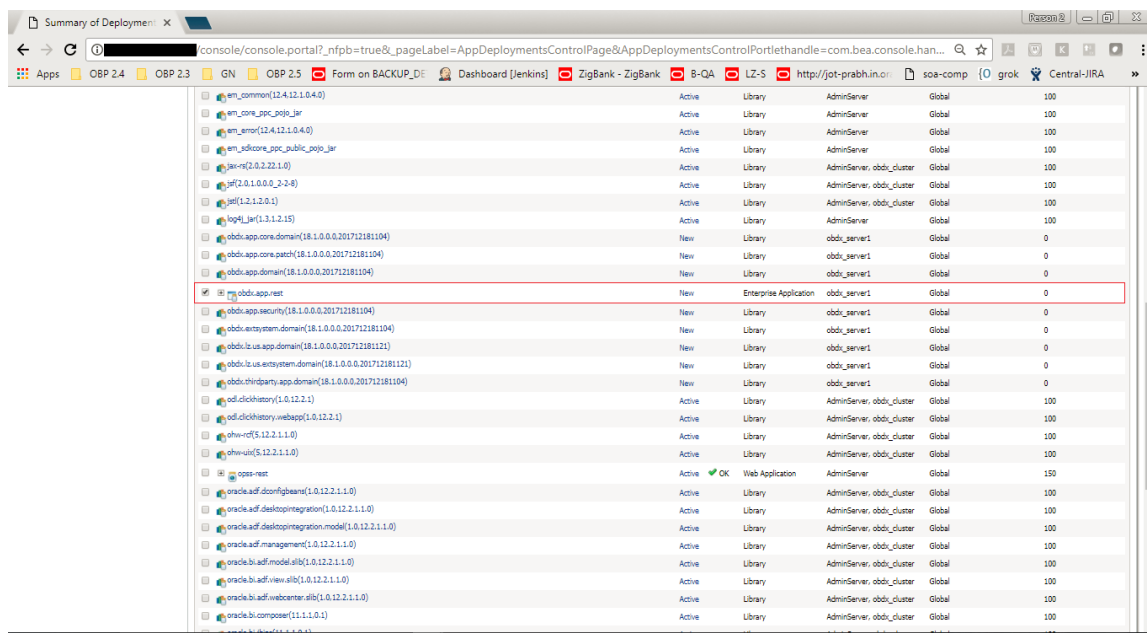 Summary of Deployment
Person 2
/console/console.portal?_nfpb=true&_pageLabel=AppDeploymentsControlPage&AppDeploymentsControlPortlethandle=com.bea.console.han...
Apps OBP 2.4 OBP 2.3 GN OBP 2.5 Form on BACKUP_DE Dashboard [Jenkins] ZigBank - ZigBank B-QA LZ-S http://jot-prabh.in.or soa-comp {O grok Central-JIRA »
em_common(12.4,12.1.0.4.0) Active Library AdminServer Global 100
em_core_ppc_pojo_jar Active Library AdminServer Global 100
em_error(12.4,12.1.0.4.0) Active Library AdminServer Global 100
em_sdkcore_ppc_public_pojo_jar Active Library AdminServer Global 100
jax-rs(2.0,2.22.1.0) Active Library AdminServer, obdx_cluster Global 100
jsf(2.0,1.0.0.0_2-2-8) Active Library AdminServer, obdx_cluster Global 100
jstl(1.2,1.2.0.1) Active Library AdminServer, obdx_cluster Global 100
log4j_jar(1.3,1.2.15) Active Library AdminServer Global 100
obdx.app.core.domain(18.1.0.0.0,201712181104) New Library obdx_server1 Global 0
obdx.app.core.patch(18.1.0.0.0,201712181104) New Library obdx_server1 Global 0
obdx.app.domain(18.1.0.0.0,201712181104) New Library obdx_server1 Global 0
obdx.app.rest New Enterprise Application obdx_server1 Global 0
obdx.app.security(18.1.0.0.0,201712181104) New Library obdx_server1 Global 0
obdx.extsystem.domain(18.1.0.0.0,201712181104) New Library obdx_server1 Global 0
obdx.lz.us.app.domain(18.1.0.0.0,201712181121) New Library obdx_server1 Global 0
obdx.lz.us.extsystem.domain(18.1.0.0.0,201712181121) New Library obdx_server1 Global 0
obdx.thirdparty.app.domain(18.1.0.0.0,201712181104) New Library obdx_server1 Global 0
odl.clickhistory(1.0,12.2.1) Active Library AdminServer, obdx_cluster Global 100
odl.clickhistory.webapp(1.0,12.2.1) Active Library AdminServer, obdx_cluster Global 100
ohw-rcf(5,12.2.1.1.0) Active Library AdminServer, obdx_cluster Global 100
ohw-uix(5,12.2.1.1.0) Active Library AdminServer, obdx_cluster Global 100
opss-rest Active OK Web Application AdminServer Global 150
oracle.adf.dconfigbeans(1.0,12.2.1.1.0) Active Library AdminServer, obdx_cluster Global 100
oracle.adf.desktopintegration(1.0,12.2.1.1.0) Active Library AdminServer, obdx_cluster Global 100
oracle.adf.desktopintegration.model(1.0,12.2.1.1.0) Active Library AdminServer, obdx_cluster Global 100
oracle.adf.management(1.0,12.2.1.1.0) Active Library AdminServer, obdx_cluster Global 100
oracle.bi.adf.model.slib(1.0,12.2.1.1.0) Active Library AdminServer, obdx_cluster Global 100
oracle.bi.adf.view.slib(1.0,12.2.1.1.0) Active Library AdminServer, obdx_cluster Global 100
oracle.bi.adf.webcenter.slib(1.0,12.2.1.1.0) Active Library AdminServer, obdx_cluster Global 100
oracle.bi.composer(11.1.1,0.1) Active Library AdminServer, obdx_cluster Global 100